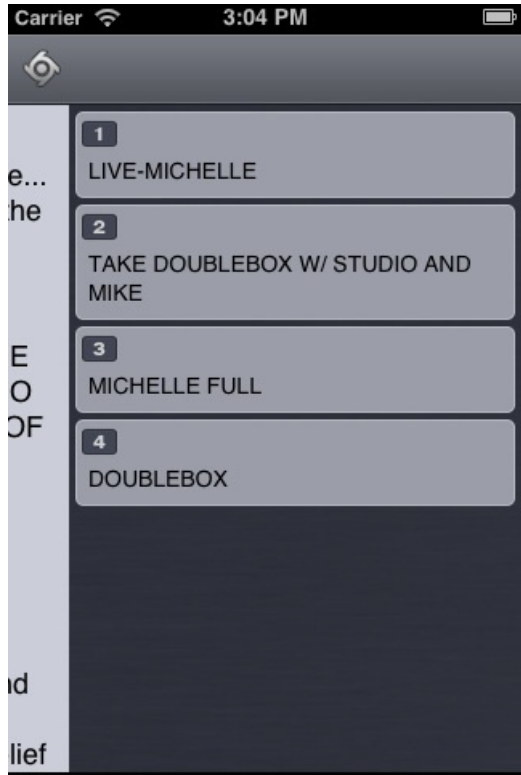 Carrier 3:04 PM
1
LIVE-MICHELLE
2
TAKE DOUBLEBOX W/ STUDIO AND
MIKE
3
MICHELLE FULL
4
DOUBLEBOX
e...
the
E
O
OF
nd
lief